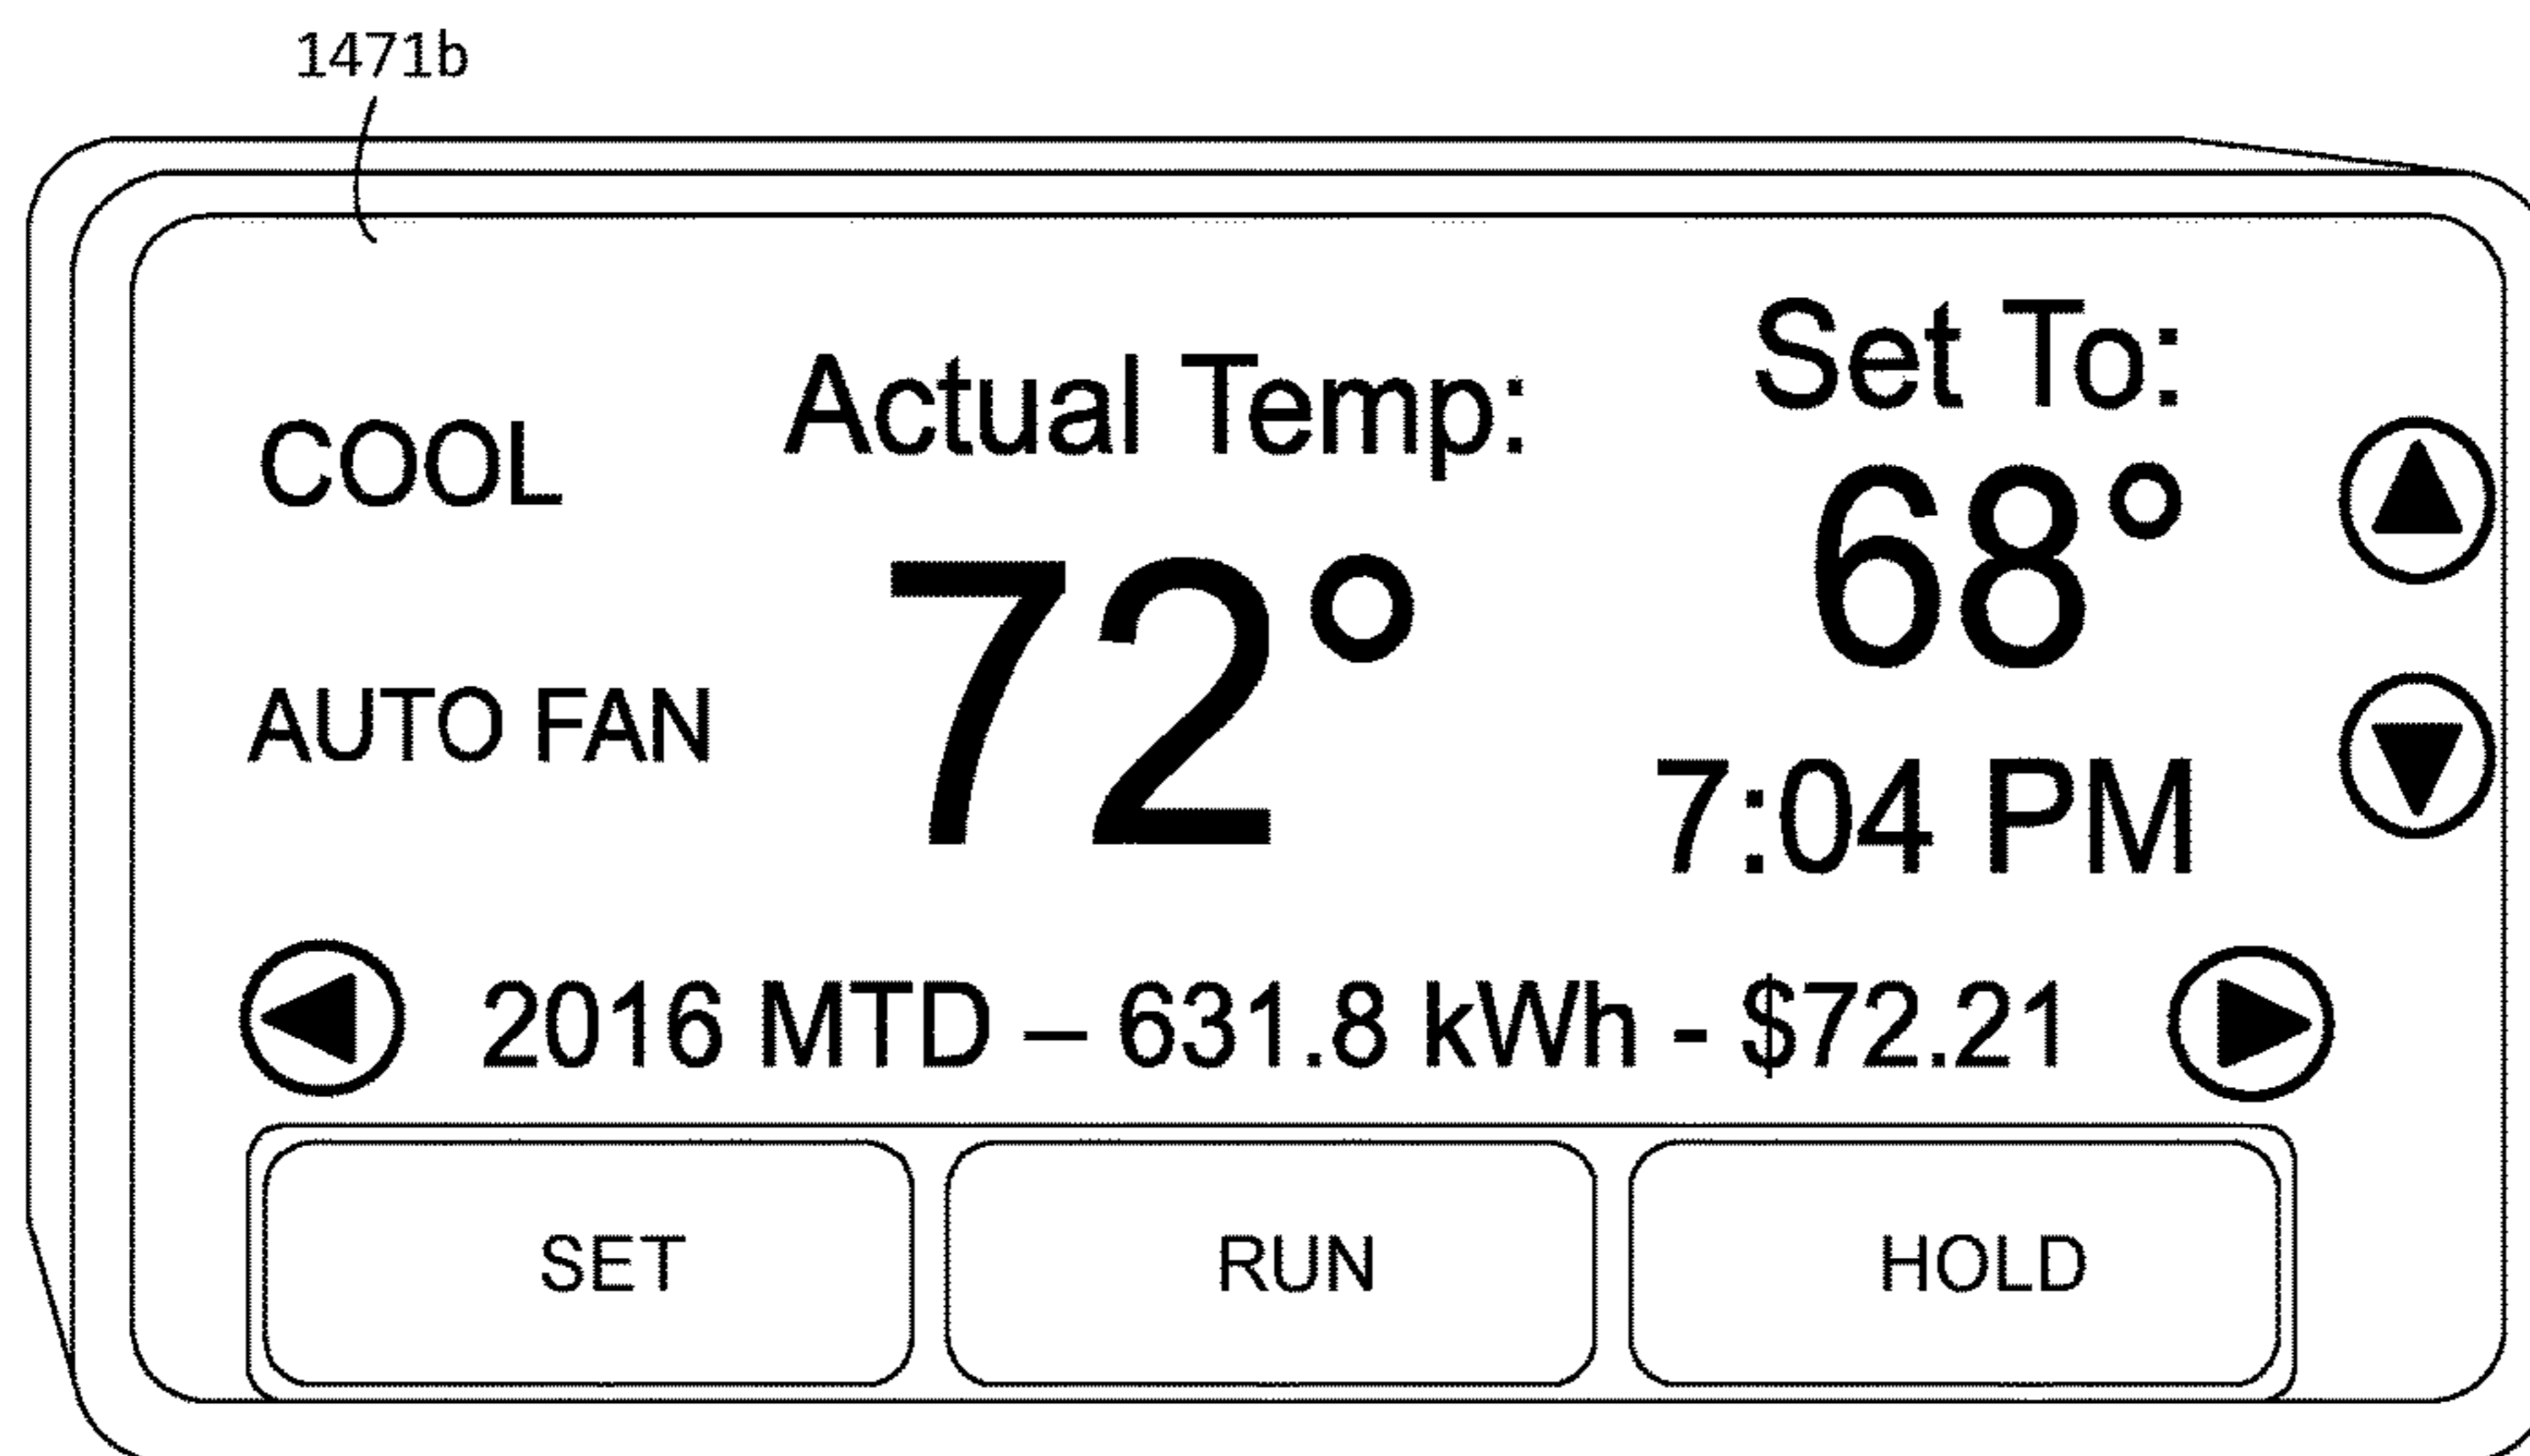 1471b
COOL
AUTO FAN
Actual Temp:
72°
Set To:
68°
7:04 PM
2016 MTD – 631.8 kWh - $72.21
SET
RUN
HOLD